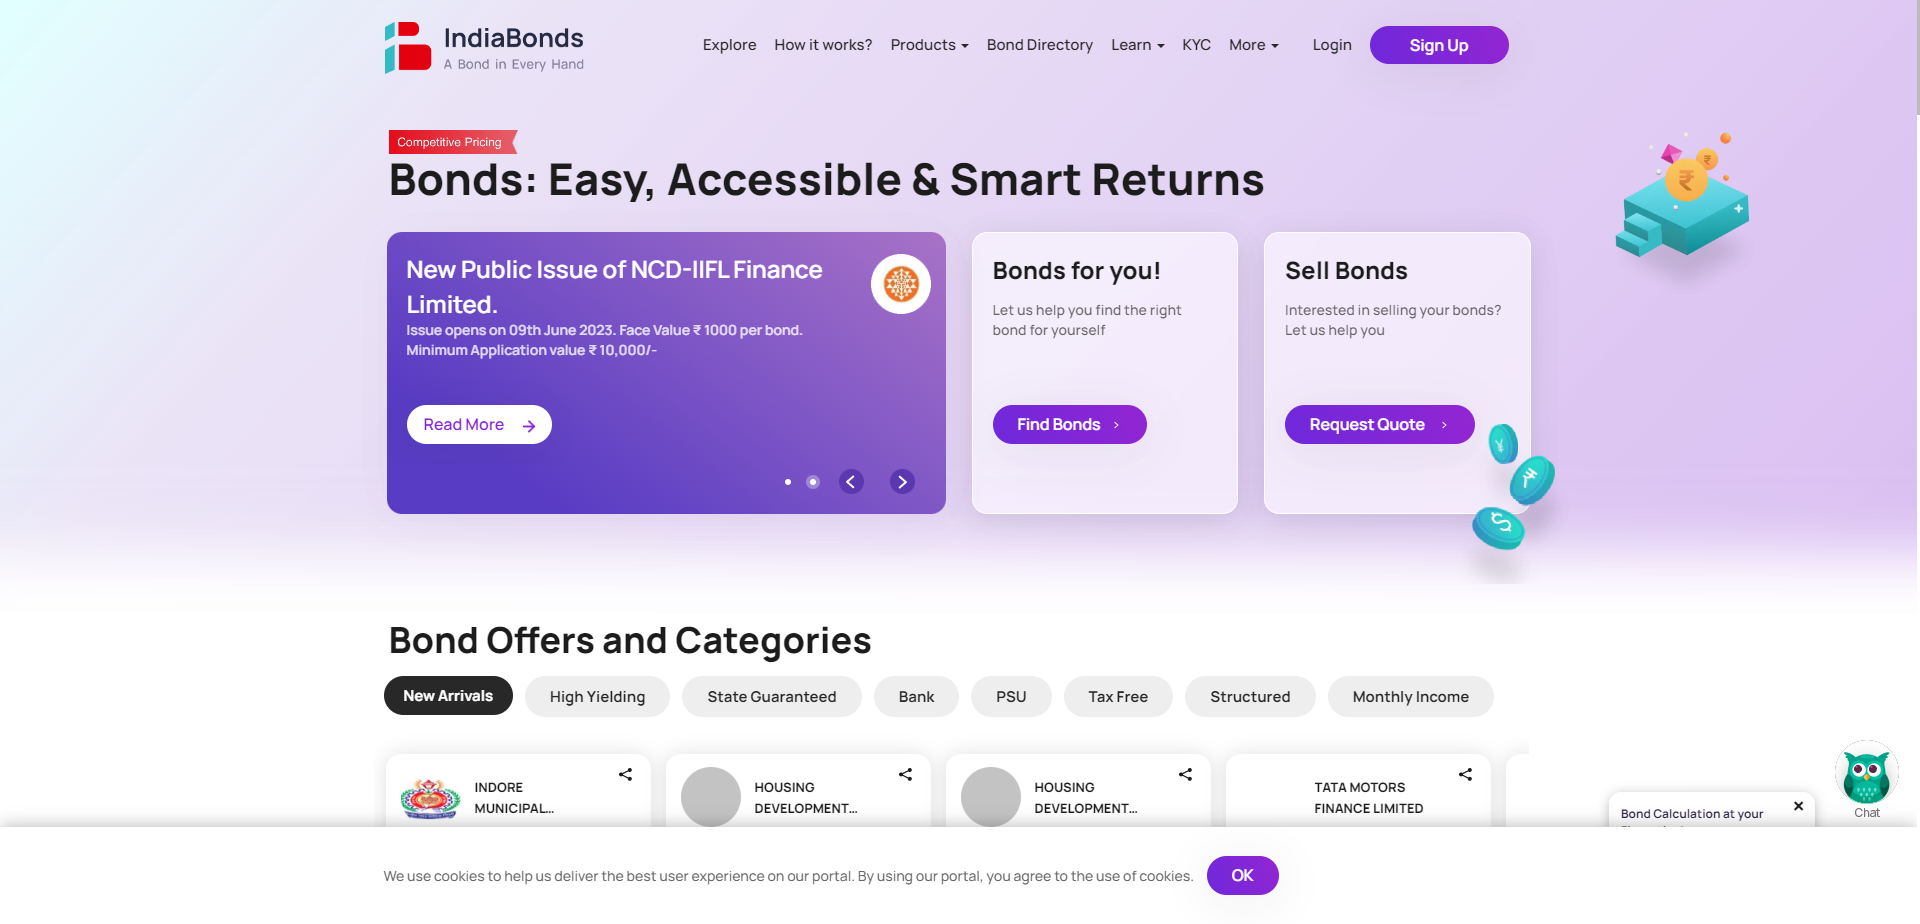 IndiaBonds
A Bond in Every Hand
Explore How it works? Products Bond Directory Learn KYC More Login Sign Up
Competitive Pricing
Bonds: Easy, Accessible & Smart Returns
New Public Issue of NCD-IIFL Finance
Limited.
Issue opens on 09th June 2023. Face Value ₹ 1000 per bond.
Minimum Application value ₹ 10,000/-
Read More
Bonds for you!
Let us help you find the right
bond for yourself
Find Bonds
Sell Bonds
Interested in selling your bonds?
Let us help you
Request Quote
Bond Offers and Categories
New Arrivals High Yielding State Guaranteed Bank PSU Tax Free Structured Monthly Income
INDORE
MUNICIPAL...
HOUSING
DEVELOPMENT...
HOUSING
DEVELOPMENT...
TATA MOTORS
FINANCE LIMITED
Bond Calculation at your
Chat
We use cookies to help us deliver the best user experience on our portal. By using our portal, you agree to the use of cookies.
OK